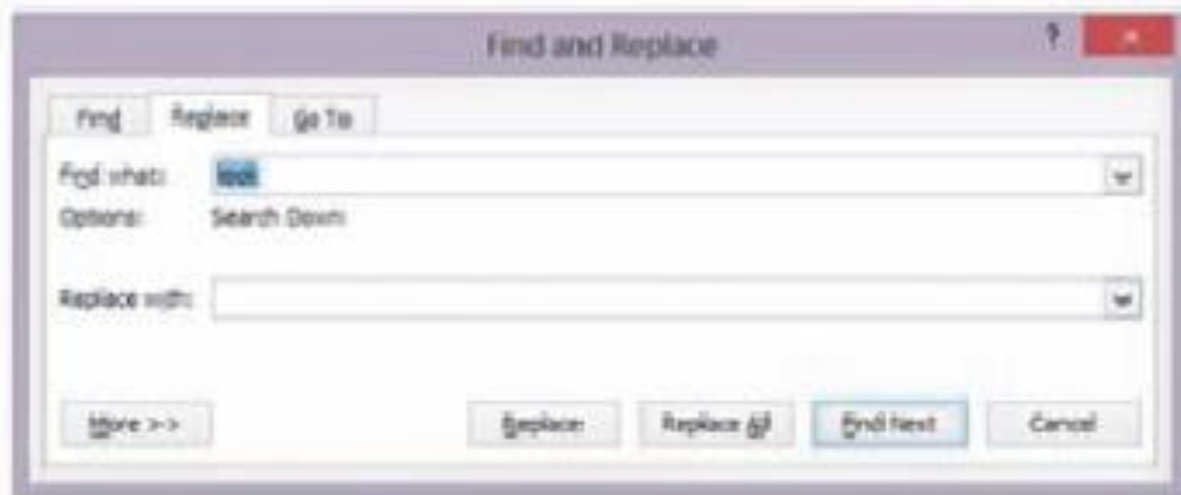 Find and Replace ?
Find Replace Go To
Find what: look
Options: Search Down
Replace with:
More >> Replace Replace All Find Next Cancel